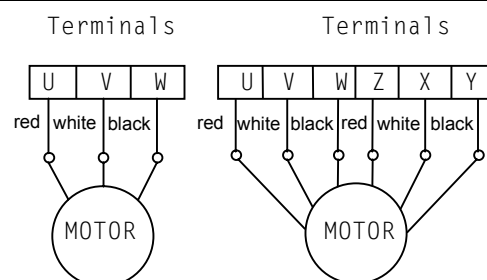 Terminals Terminals
U V W U V W Z X Y
red white black red white black red white black
MOTOR MOTOR